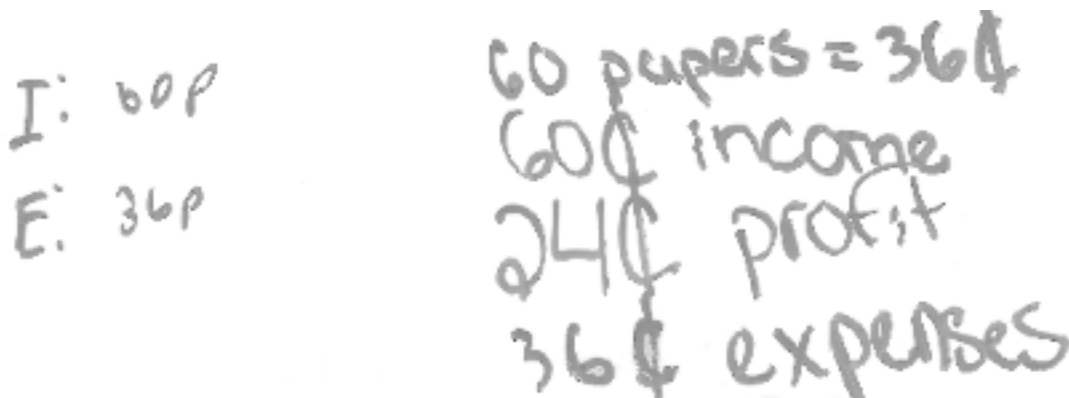 I: 60p
E: 36p
60 papers = 36¢
60¢ income
24¢ profit
36¢ expenses